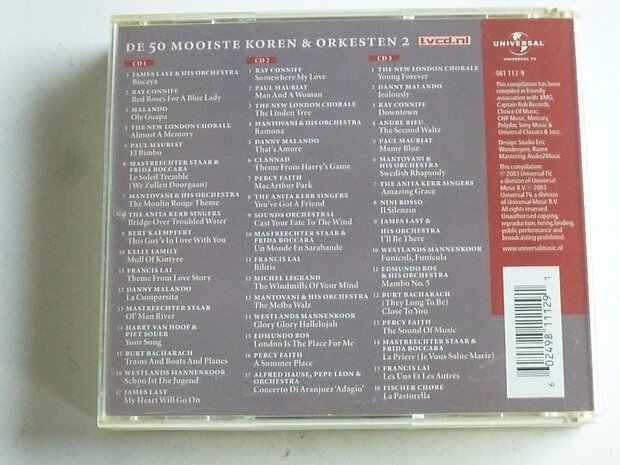 DE 50 MOOISTE KOREN & ORKESTEN 2
tvcd.nl
CD 1
1 JAMES LAST & HIS ORCHESTRA
Biscaya
2 RAY CONNIFF
Red Roses For A Blue Lady
3 MALANDO
Ole Guapa
4 THE NEW LONDON CHORALE
Almost A Memory
5 PAUL MAURIAT
El Bimbo
6 MASTREECHTER STAAR &
FRIDA BOCCARA
Le Soleil Tremble
(We Zullen Doorgaan)
7 MANTOVANI & HIS ORCHESTRA
The Moulin Rouge Theme
8 THE ANITA KERR SINGERS
Bridge Over Troubled Water
9 BERT KAEMPFERT
This Guy's In Love With You
10 KELLY FAMILY
Mull Of Kintyre
11 FRANCIS LAI
Theme From Love Story
12 DANNY MALANDO
La Cumparsita
13 MASTREECHTER STAAR
Ol' Man River
14 HARRY VAN HOOF &
PIET SOUER
Your Song
15 BURT BACHARACH
Trains And Boats And Planes
16 WESTLANDS MANNENKOOR
Schön Ist Die Jugend
17 JAMES LAST
My Heart Will Go On
CD 2
1 RAY CONNIFF
Somewhere My Love
2 PAUL MAURIAT
Man And A Woman
3 THE NEW LONDON CHORALE
The Linden Tree
4 MANTOVANI & HIS ORCHESTRA
Ramona
5 DANNY MALANDO
That's Amore
6 CLANNAD
Theme From Harry's Game
7 PERCY FAITH
MacArthur Park
8 THE ANITA KERR SINGERS
You've Got A Friend
9 SOUNDS ORCHESTRAL
Cast Your Fate To The Wind
10 MASTREECHTER STAAR &
FRIDA BOCCARA
Un Monde En Sarabande
11 FRANCIS LAI
Bilitis
12 MICHEL LEGRAND
The Windmills Of Your Mind
13 MANTOVANI & HIS ORCHESTRA
The Melba Walz
14 WESTLANDS MANNENKOOR
Glory Glory Hallelujah
15 EDMUNDO ROS
London Is The Place For Me
16 PERCY FAITH
A Summer Place
17 ALFRED HAUSE, PEPE LEON &
ORCHESTRA
Concerto Di Aranjuez 'Adagio'
CD 3
1 THE NEW LONDON CHORALE
Young Forever
2 DANNY MALANDO
Jealously
3 RAY CONNIFF
Downtown
4 ANDRE RIEU
The Second Waltz
5 PAUL MAURIAT
Mamy Blue
6 MANTOVANI &
HIS ORCHESTRA
Swedish Rhapsody
7 THE ANITA KERR SINGERS
Amazing Grace
8 NINI ROSSO
Il Silenzio
9 JAMES LAST &
HIS ORCHESTRA
I'll Be There
10 WESTLANDS MANNENKOOR
Funiculi, Funicula
11 EDMUNDO ROS
& HIS ORCHESTRA
Mambo No. 5
12 BURT BACHARACH
(They Long To Be)
Close To You
13 PERCY FAITH
The Sound Of Music
14 MASTREECHTER STAAR &
FRIDA BOCCARA
La Priere (Je Vous Salue Marie)
15 FRANCIS LAI
Les Uns Et Les Autres
16 FISCHER CHORE
La Pastorella
UNIVERSAL
UNIVERSAL TV
981 112-9
This compilation has been
compiled in friendly
association with: BMG,
Captain Bob Records,
Choice Of Music,
CNR Music, Mercury,
Polydor, Sony Music &
Universal Classics & Jazz.
Design: Studio Eric
Wondergem, Baarn
Mastering: Audio2Music
This compilation:
℗ 2003 Universal TV,
a division of Universal
Music B.V. © 2003
Universal TV, a division
of Universal Music B.V.
All rights reserved.
Unauthorised copying,
reproduction, hiring, lending,
public performance and
broadcasting prohibited.
www.universalmusic.nl
6 02498 11129 1